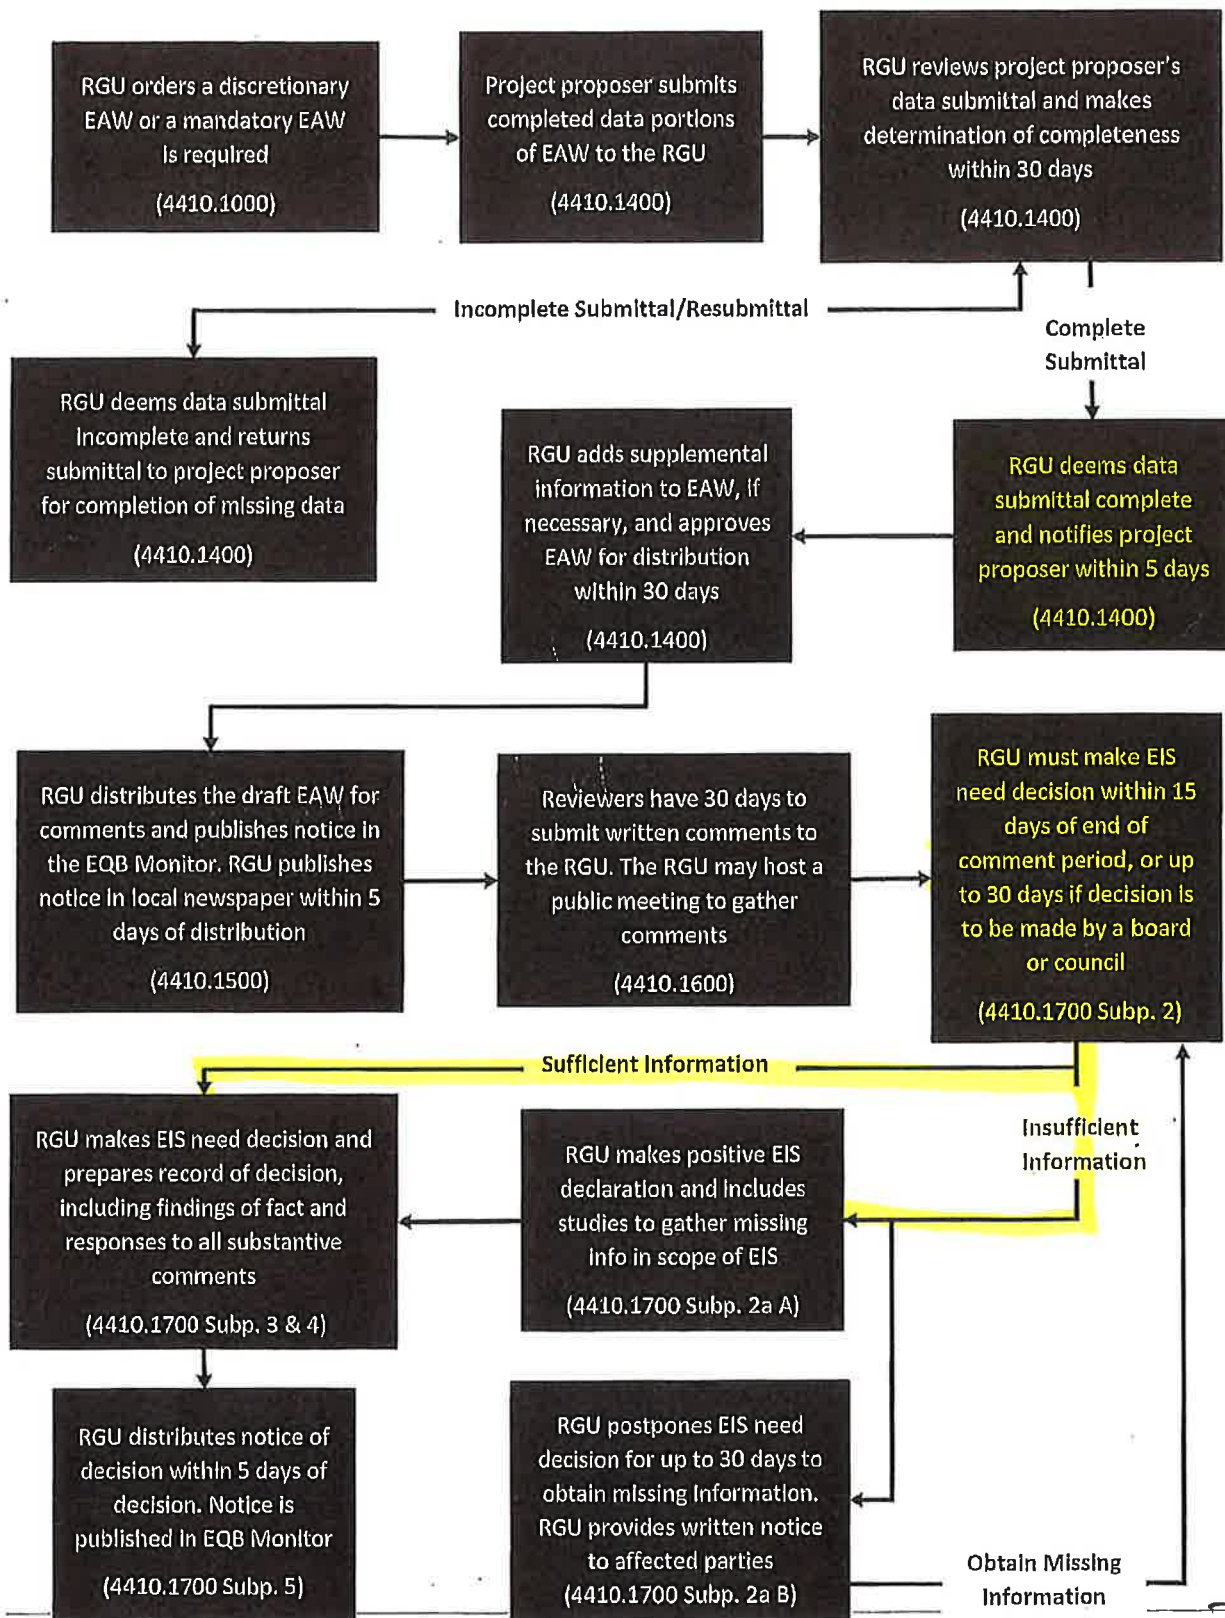 RGU orders a discretionary
EAW or a mandatory EAW
is required
(4410.1000)
Project proposer submits
completed data portions
of EAW to the RGU
(4410.1400)
RGU reviews project proposer's
data submittal and makes
determination of completeness
within 30 days
(4410.1400)
Incomplete Submittal/Resubmittal
Complete
Submittal
RGU deems data submittal
incomplete and returns
submittal to project proposer
for completion of missing data
(4410.1400)
RGU adds supplemental
information to EAW, if
necessary, and approves
EAW for distribution
within 30 days
(4410.1400)
RGU deems data
submittal complete
and notifies project
proposer within 5 days
(4410.1400)
RGU distributes the draft EAW for
comments and publishes notice in
the EQB Monitor. RGU publishes
notice in local newspaper within 5
days of distribution
(4410.1500)
Reviewers have 30 days to
submit written comments to
the RGU. The RGU may host a
public meeting to gather
comments
(4410.1600)
RGU must make EIS
need decision within 15
days of end of
comment period, or up
to 30 days if decision is
to be made by a board
or council
(4410.1700 Subp. 2)
Sufficient Information
Insufficient
Information
RGU makes EIS need decision and
prepares record of decision,
including findings of fact and
responses to all substantive
comments
(4410.1700 Subp. 3 & 4)
RGU makes positive EIS
declaration and includes
studies to gather missing
info in scope of EIS
(4410.1700 Subp. 2a A)
RGU distributes notice of
decision within 5 days of
decision. Notice is
published in EQB Monitor
(4410.1700 Subp. 5)
RGU postpones EIS need
decision for up to 30 days to
obtain missing information.
RGU provides written notice
to affected parties
(4410.1700 Subp. 2a B)
Obtain Missing
Information